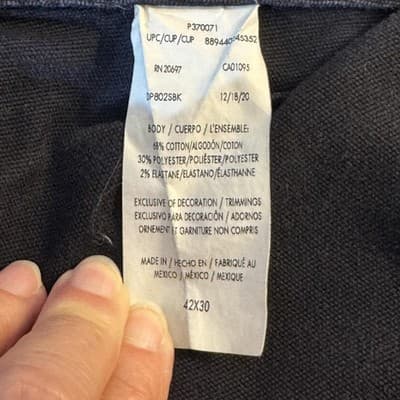 P370071
UPC/CUP/CUP 889440945352
RN 20697 CA01095
DP802SBK 12/18/20
BODY / CUERPO / L'ENSEMBLE:
68% COTTON/ALGODÓN/COTON
30% POLYESTER/POLIÉSTER/POLYESTER
2% ELASTANE/ELASTANO/ÉLASTHANNE
EXCLUSIVE OF DECORATION / TRIMMINGS
EXCLUSIVO PARA DECORACIÓN / ADORNOS
ORNEMENT ET GARNITURE NON COMPRIS
MADE IN / HECHO EN / FABRIQUÉ AU
MEXICO / MÉXICO / MEXIQUE
42X30